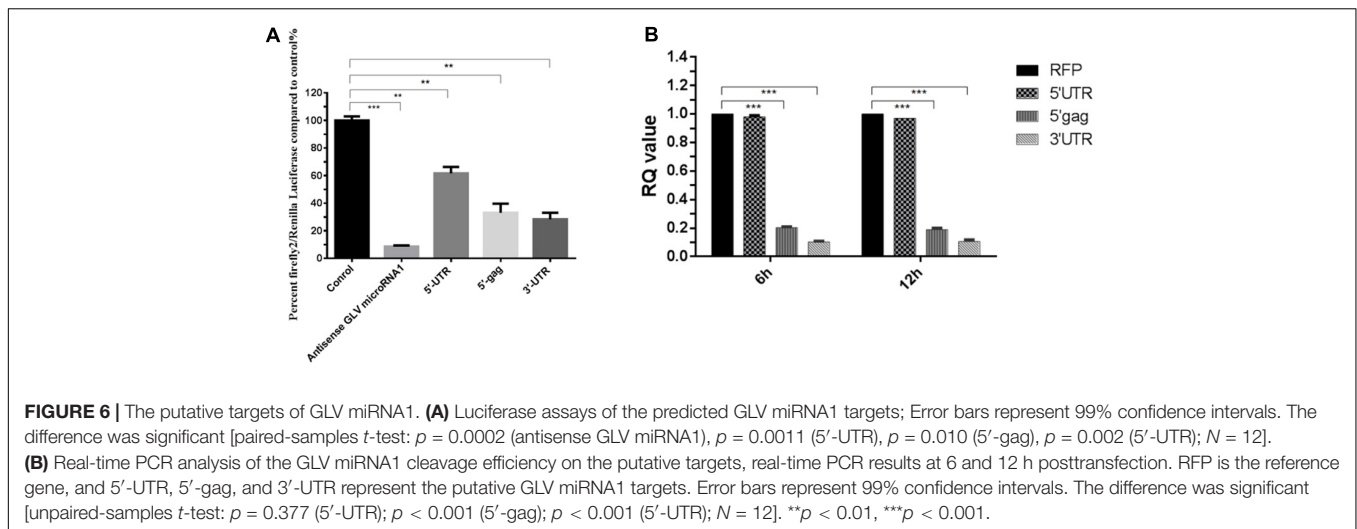 A
**
**
**
***
Percent firefly2/Renilla Luciferase compared to control%
120
100
80
60
40
20
0
Conrol
Antisense GLV microRNA1
5'-UTR
5'-gag
3'-UTR
B
RQ value
1.4
1.2
1.0
0.8
0.6
0.4
0.2
0.0
***
***
***
***
6h
12h
RFP
5'UTR
5'gag
3'UTR
FIGURE 6 | The putative targets of GLV miRNA1. (A) Luciferase assays of the predicted GLV miRNA1 targets; Error bars represent 99% confidence intervals. The
difference was significant [paired-samples t-test: p = 0.0002 (antisense GLV miRNA1), p = 0.0011 (5′-UTR), p = 0.010 (5′-gag), p = 0.002 (5′-UTR); N = 12].
(B) Real-time PCR analysis of the GLV miRNA1 cleavage efficiency on the putative targets, real-time PCR results at 6 and 12 h posttransfection. RFP is the reference
gene, and 5′-UTR, 5′-gag, and 3′-UTR represent the putative GLV miRNA1 targets. Error bars represent 99% confidence intervals. The difference was significant
[unpaired-samples t-test: p = 0.377 (5′-UTR); p < 0.001 (5′-gag); p < 0.001 (5′-UTR); N = 12]. **p < 0.01, ***p < 0.001.